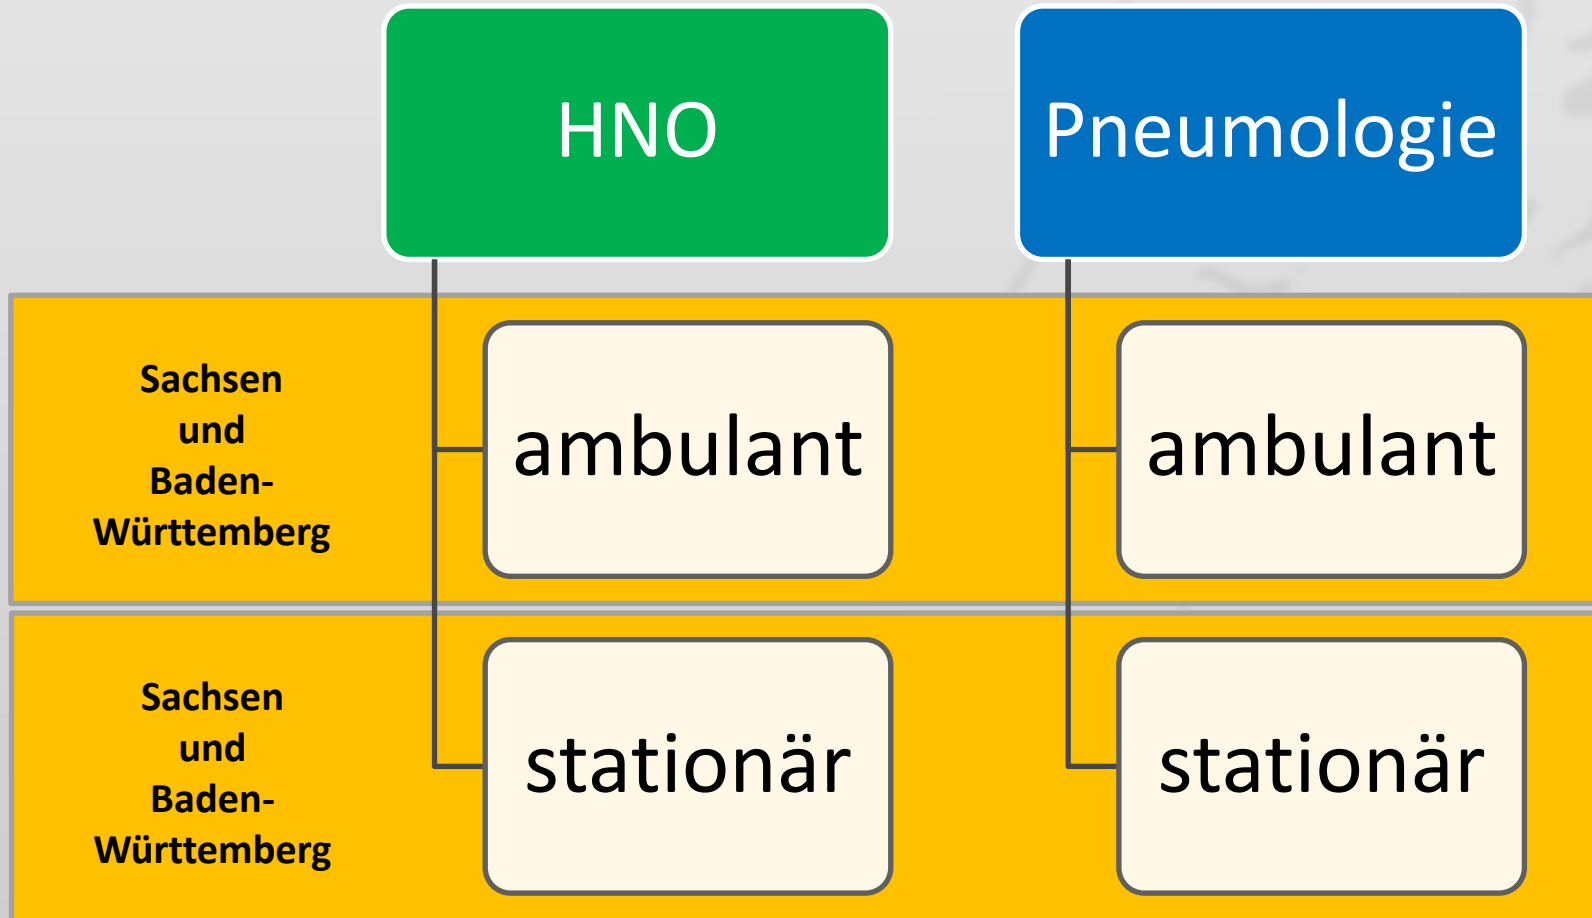 HNO
Pneumologie
Sachsen
und
Baden-
Württemberg
ambulant
ambulant
Sachsen
und
Baden-
Württemberg
stationär
stationär